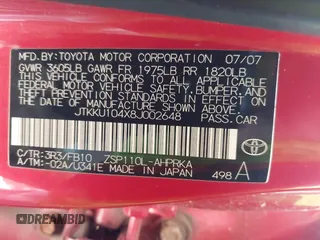 MFD.BY:TOYOTA MOTOR CORPORATION 07/07
GVWR 3605LB GAWR FR 1975LB RR 1820LB
THIS VEHICLE CONFORMS TO ALL APPLICABLE
FEDERAL MOTOR VEHICLE SAFETY, BUMPER, AND
THEFT PREVENTION STANDARDS IN EFFECT ON
THE DATE OF MANUFACTURE SHOWN ABOVE.
JTKKU104X8J002648 PASS.CAR
C/TR:3R3/FB10 ZSP110L-AHPRKA
A/TM:-02A/U341E MADE IN JAPAN 498 A
AutoBidMaster